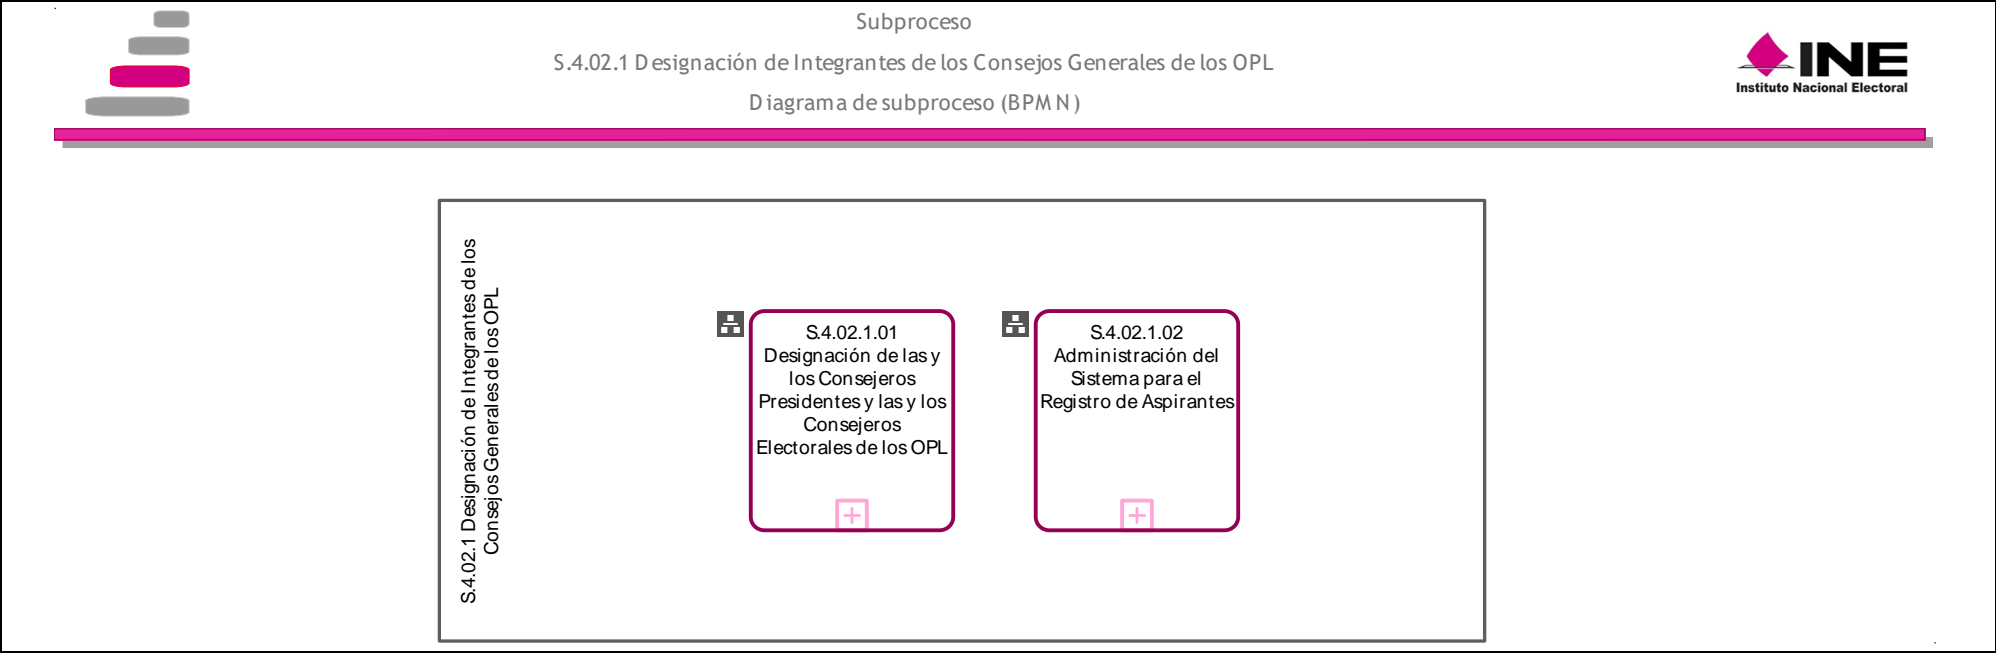 Subproceso
S.4.02.1 Designación de Integrantes de los Consejos Generales de los OPL
Diagrama de subproceso (BPMN)
INE
Instituto Nacional Electoral
S.4.02.1 Designación de Integrantes de los
Consejos Generales de los OPL
S.4.02.1.01
Designación de las y
los Consejeros
Presidentes y las y los
Consejeros
Electorales de los OPL
S.4.02.1.02
Administración del
Sistema para el
Registro de Aspirantes